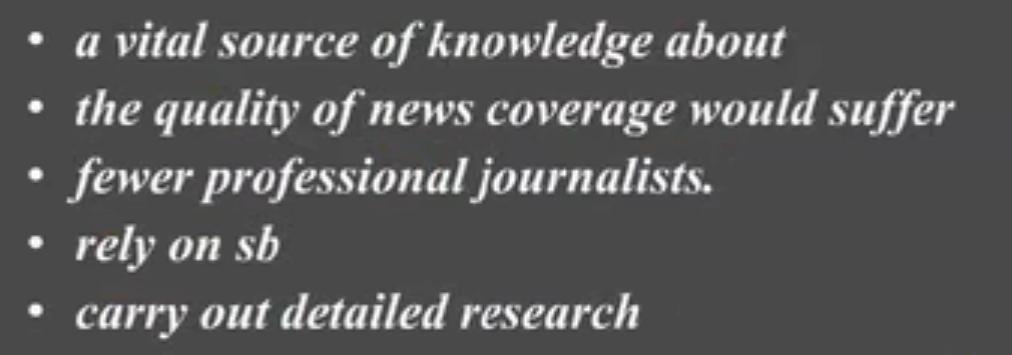 • a vital source of knowledge about
• the quality of news coverage would suffer
• fewer professional journalists.
• rely on sb
• carry out detailed research